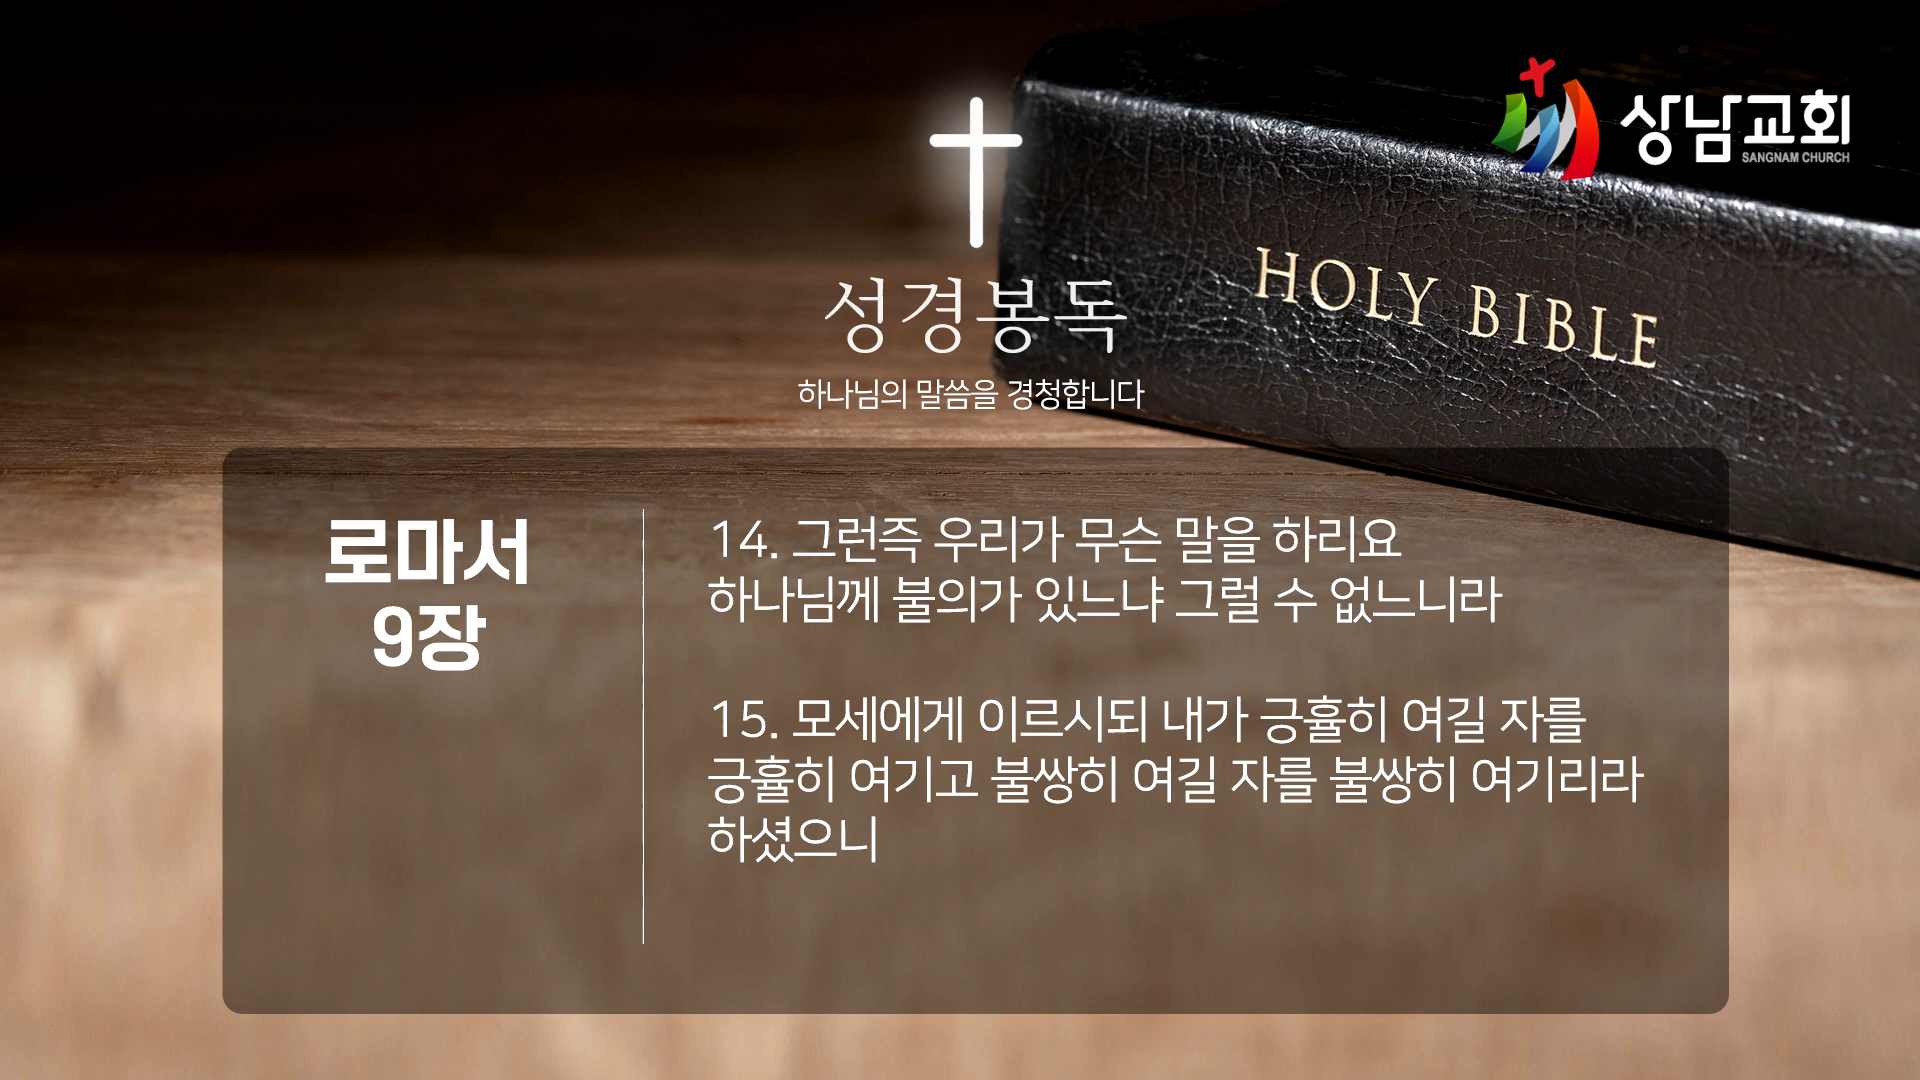 상남교회
SANGNAM CHURCH
HOLY BIBLE
성경봉독
하나님의 말씀을 경청합니다
로마서
9장
14. 그런즉 우리가 무슨 말을 하리요
하나님께 불의가 있느냐 그럴 수 없느니라
15. 모세에게 이르시되 내가 긍휼히 여길 자를
긍휼히 여기고 불쌍히 여길 자를 불쌍히 여기리라
하셨으니